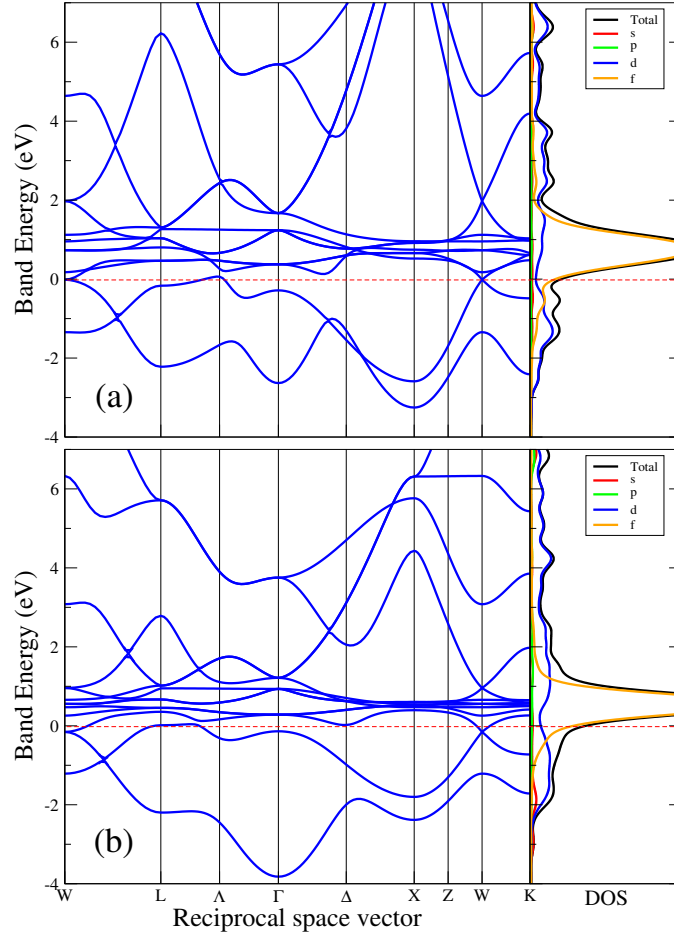 6
4
2
0
-2
-4
Band Energy (eV)
(a)
Total
s
p
d
f
6
4
2
0
-2
-4
Band Energy (eV)
(b)
Total
s
p
d
f
W L Λ Γ Δ X Z W K DOS
Reciprocal space vector